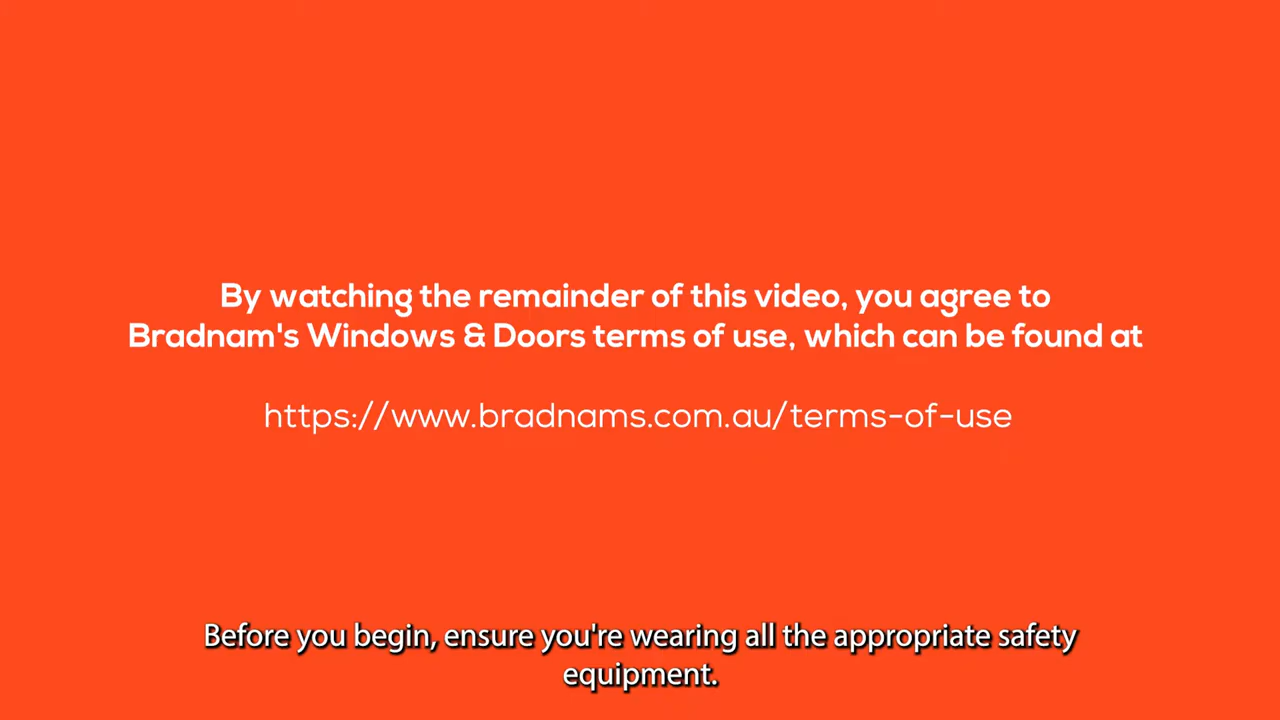 By watching the remainder of this video, you agree to
Bradnam's Windows & Doors terms of use, which can be found at
https://www.bradnams.com.au/terms-of-use
Before you begin, ensure you're wearing all the appropriate safety
equipment.